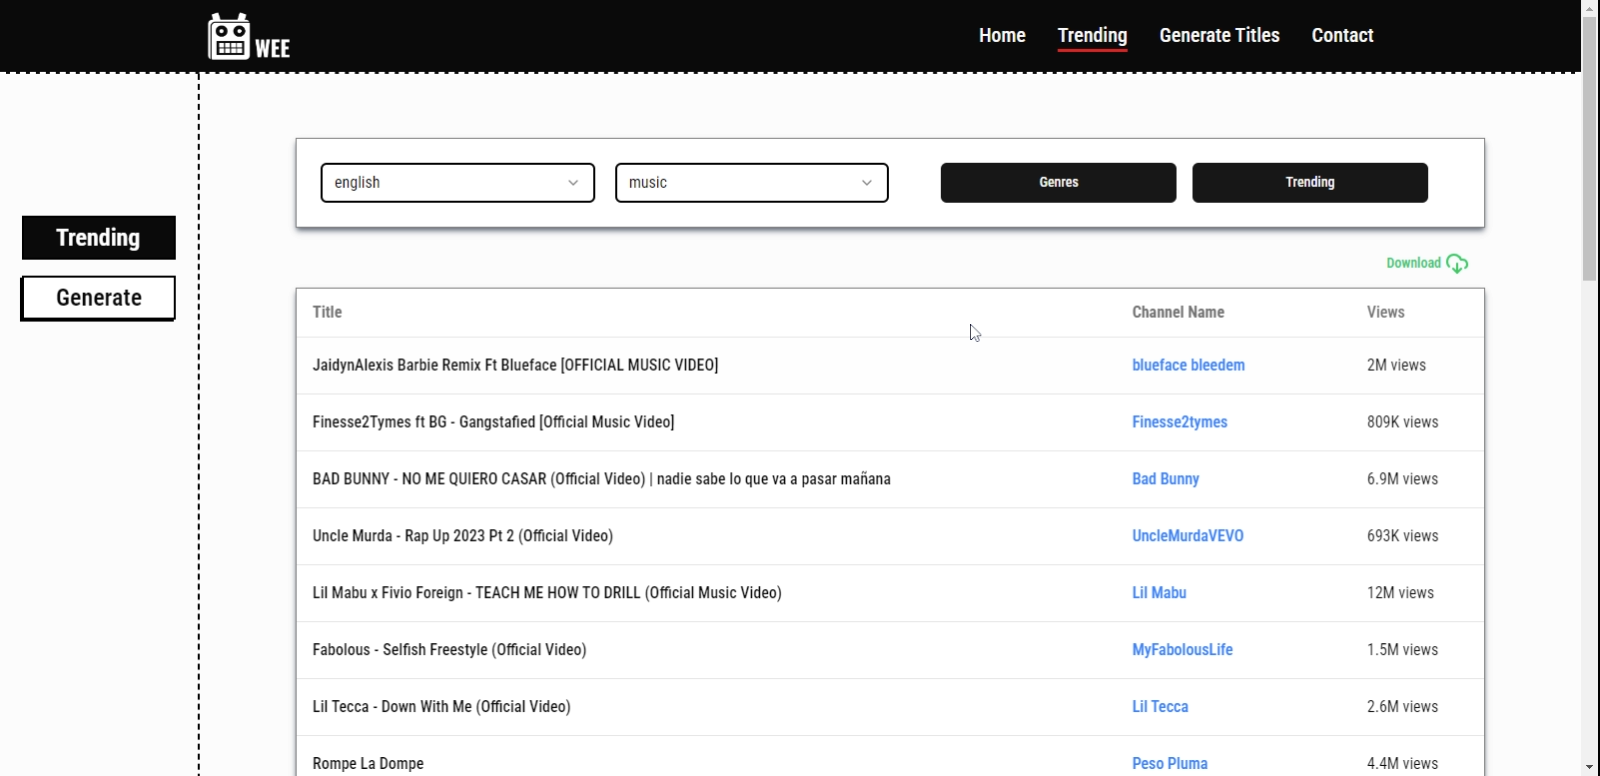 WEE
Home Trending Generate Titles Contact
english music Genres Trending
Trending
Generate
Download
Title Channel Name Views
JaidynAlexis Barbie Remix Ft Blueface [OFFICIAL MUSIC VIDEO] blueface bleedem 2M views
Finesse2Tymes ft BG - Gangstafied [Official Music Video] Finesse2tymes 809K views
BAD BUNNY - NO ME QUIERO CASAR (Official Video) | nadie sabe lo que va a pasar mañana Bad Bunny 6.9M views
Uncle Murda - Rap Up 2023 Pt 2 (Official Video) UncleMurdaVEVO 693K views
Lil Mabu x Fivio Foreign - TEACH ME HOW TO DRILL (Official Music Video) Lil Mabu 12M views
Fabolous - Selfish Freestyle (Official Video) MyFabolousLife 1.5M views
Lil Tecca - Down With Me (Official Video) Lil Tecca 2.6M views
Rompe La Dompe Peso Pluma 4.4M views